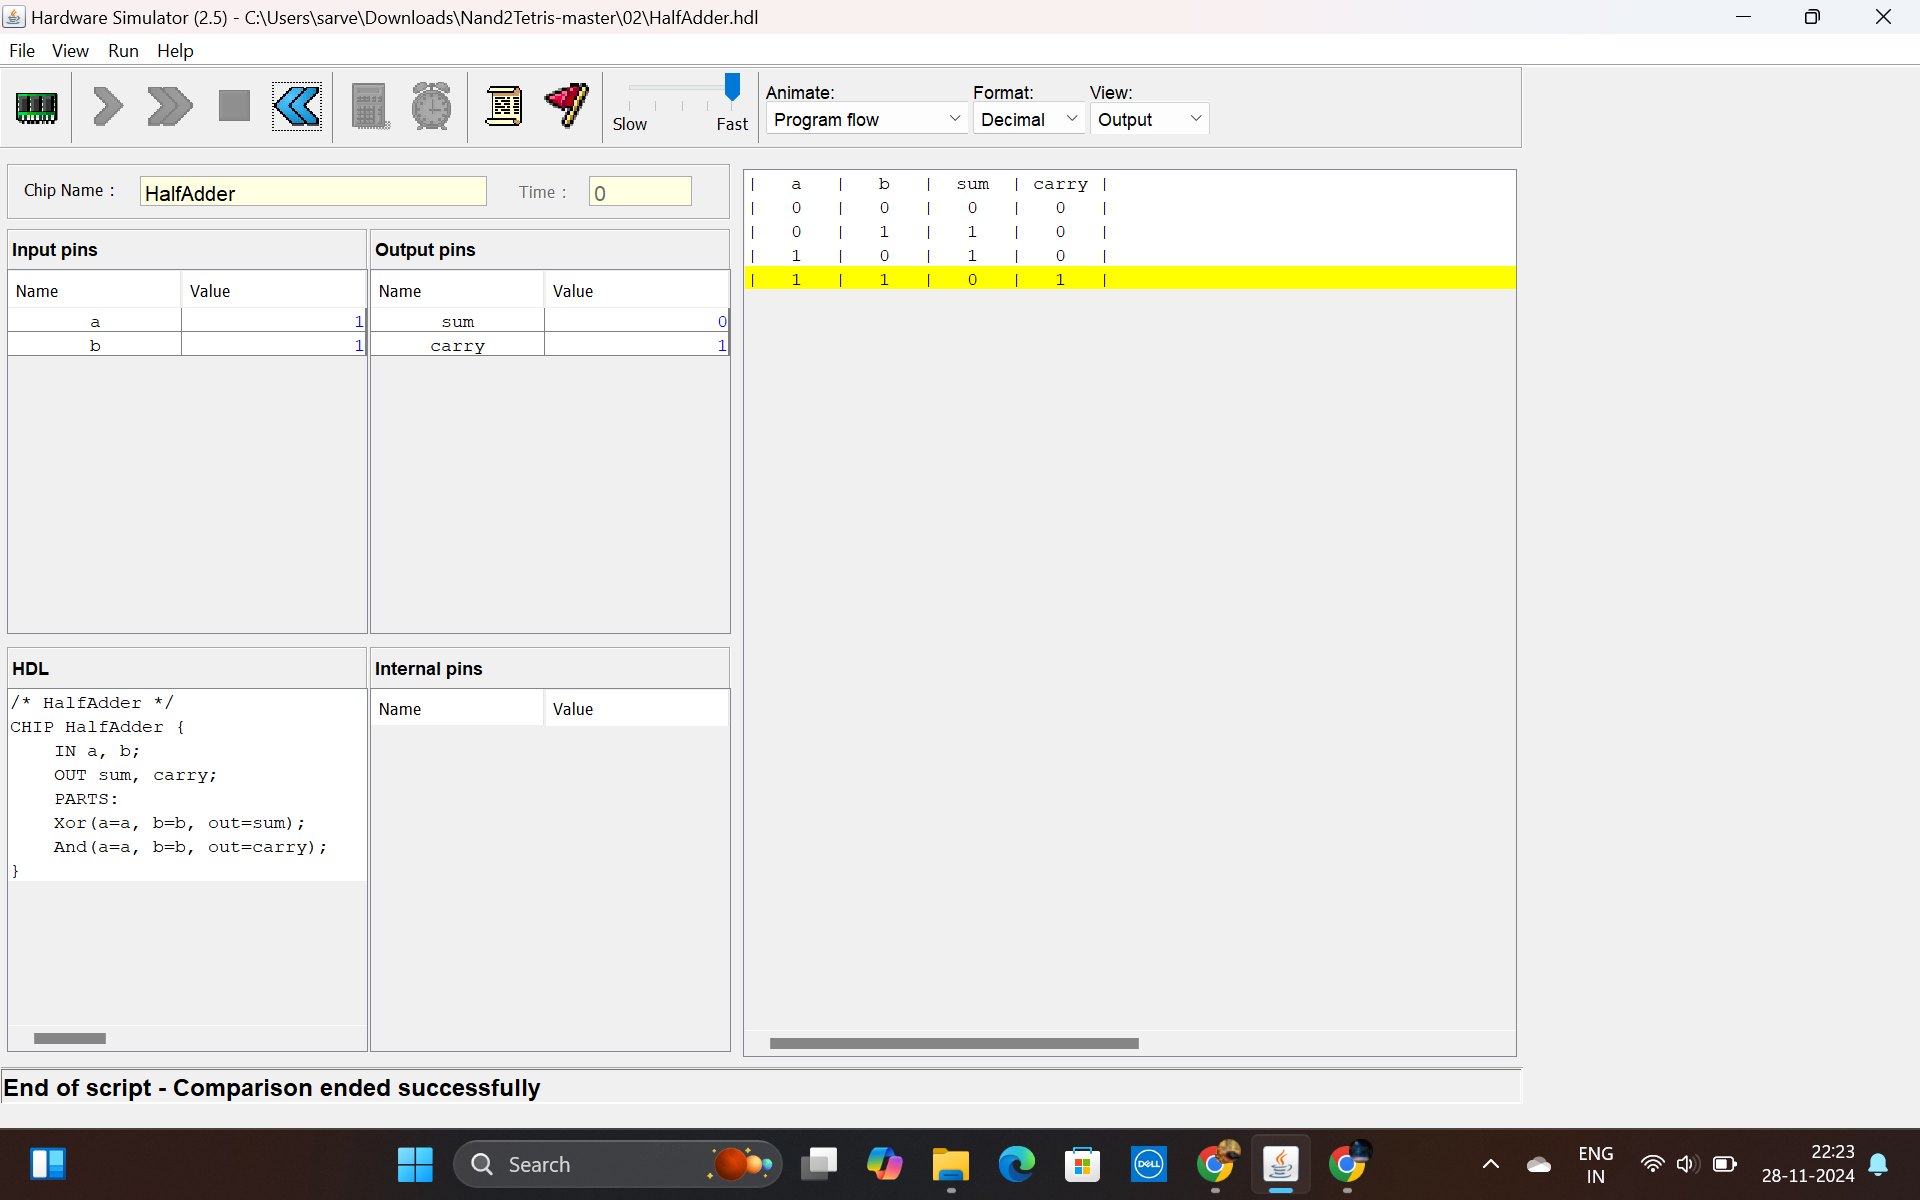 Hardware Simulator (2.5) - C:\Users\sarve\Downloads\Nand2Tetris-master\02\HalfAdder.hdl
File View Run Help
Slow Fast
Animate: Format: View:
Program flow Decimal Output
Chip Name : HalfAdder Time : 0
Input pins
Name Value
a 1
b 1
Output pins
Name Value
sum 0
carry 1
| a | b | sum | carry |
| 0 | 0 | 0 | 0 |
| 0 | 1 | 1 | 0 |
| 1 | 0 | 1 | 0 |
| 1 | 1 | 0 | 1 |
HDL
/* HalfAdder */
CHIP HalfAdder {
IN a, b;
OUT sum, carry;
PARTS:
Xor(a=a, b=b, out=sum);
And(a=a, b=b, out=carry);
}
Internal pins
Name Value
End of script - Comparison ended successfully
Search
DELL
ENG
IN
22:23
28-11-2024